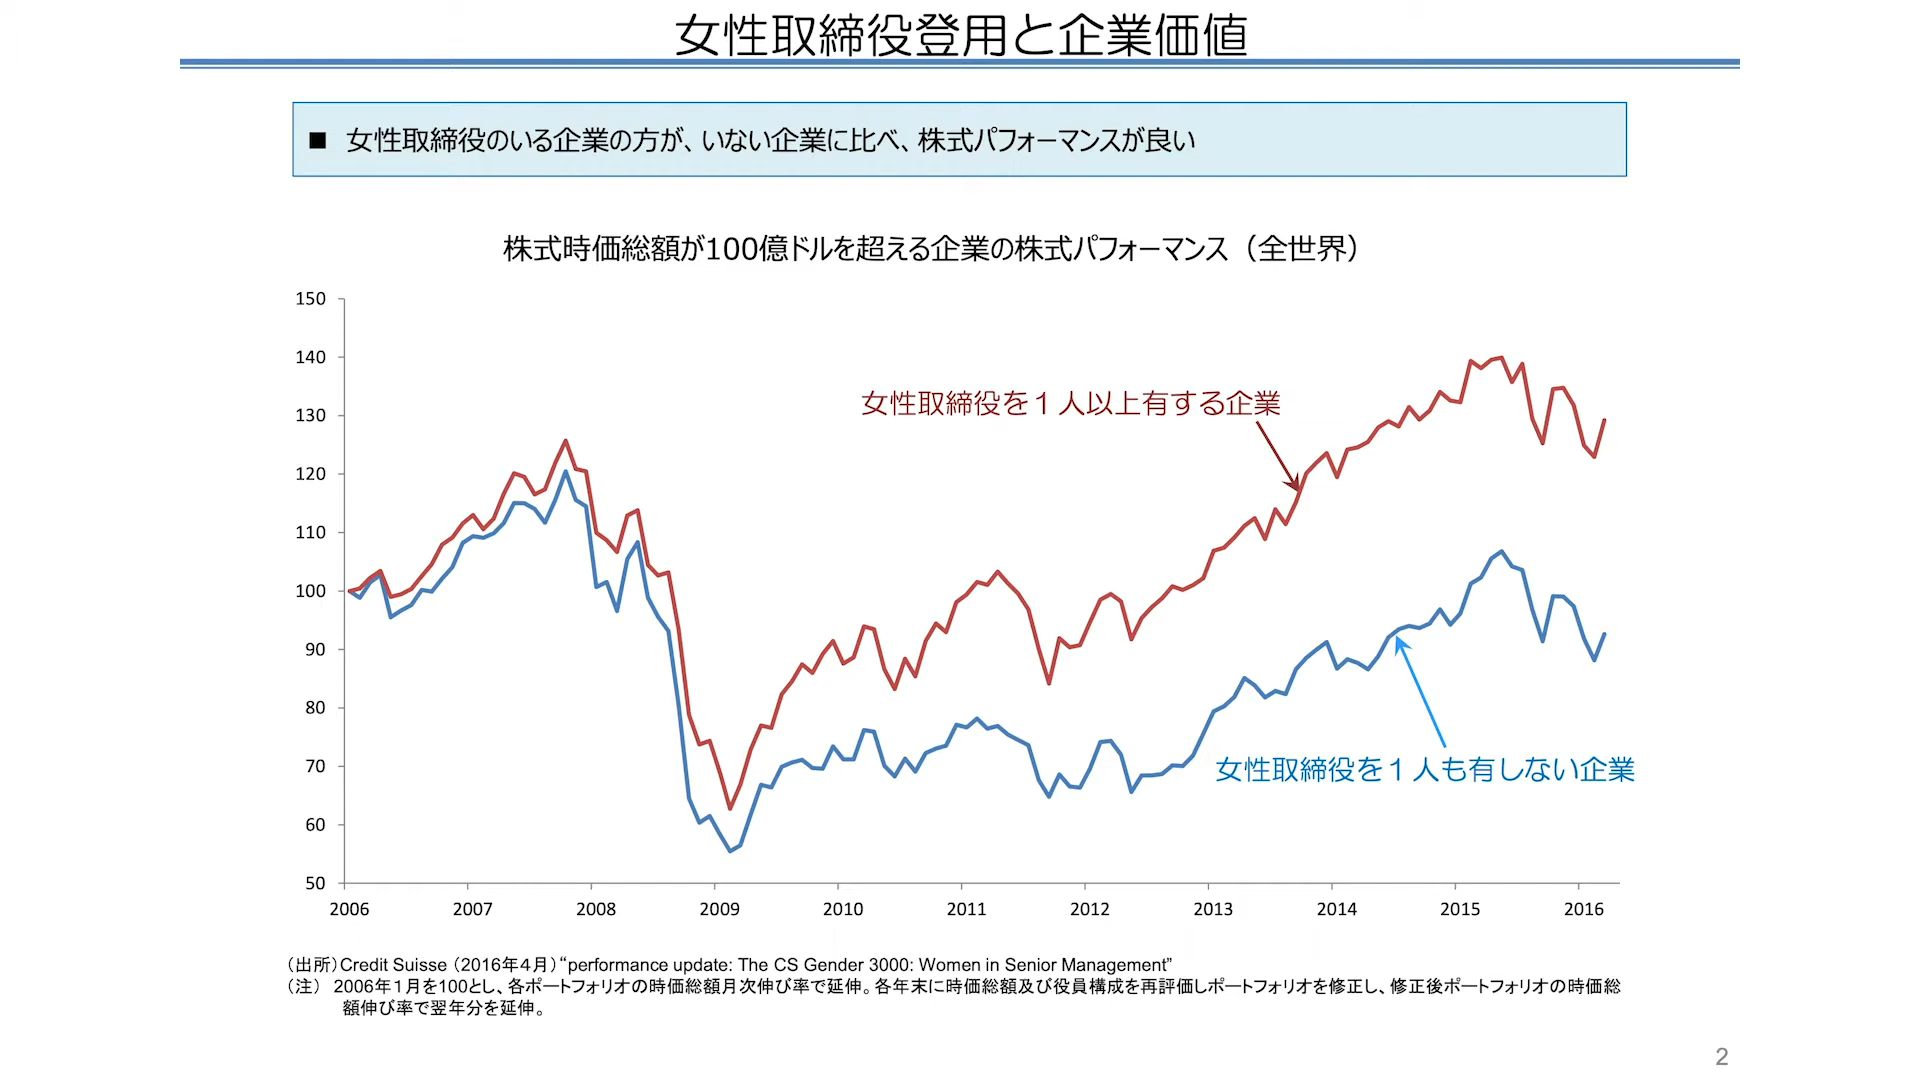 女性取締役登用と企業価値
■ 女性取締役のいる企業の方が、いない企業に比べ、株式パフォーマンスが良い
株式時価総額が100億ドルを超える企業の株式パフォーマンス（全世界）
150
140
130
120
110
100
90
80
70
60
50
女性取締役を１人以上有する企業
女性取締役を１人も有しない企業
2006 2007 2008 2009 2010 2011 2012 2013 2014 2015 2016
（出所）Credit Suisse（2016年4月）“performance update: The CS Gender 3000: Women in Senior Management”
（注） 2006年１月を100とし、各ポートフォリオの時価総額月次伸び率で延伸。各年末に時価総額及び役員構成を再評価しポートフォリオを修正し、修正後ポートフォリオの時価総
額伸び率で翌年分を延伸。
2